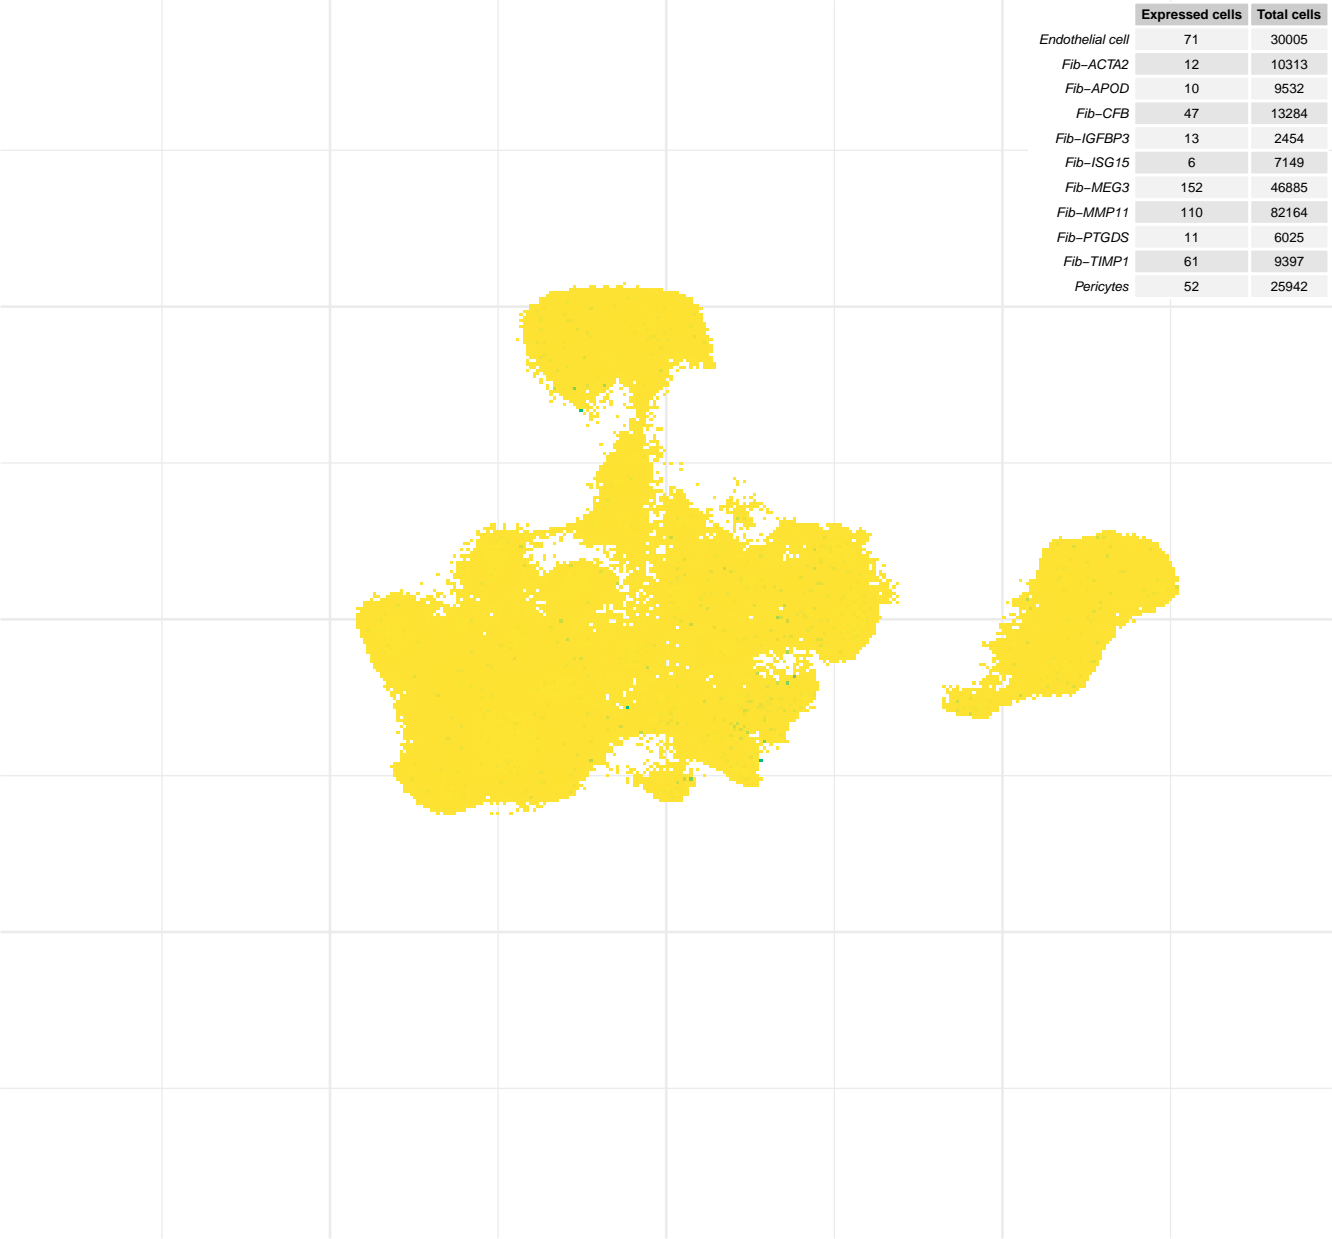 Expressed cells Total cells
Endothelial cell 71 30005
Fib−ACTA2 12 10313
Fib−APOD 10 9532
Fib−CFB 47 13284
Fib−IGFBP3 13 2454
Fib−ISG15 6 7149
Fib−MEG3 152 46885
Fib−MMP11 110 82164
Fib−PTGDS 11 6025
Fib−TIMP1 61 9397
Pericytes 52 25942